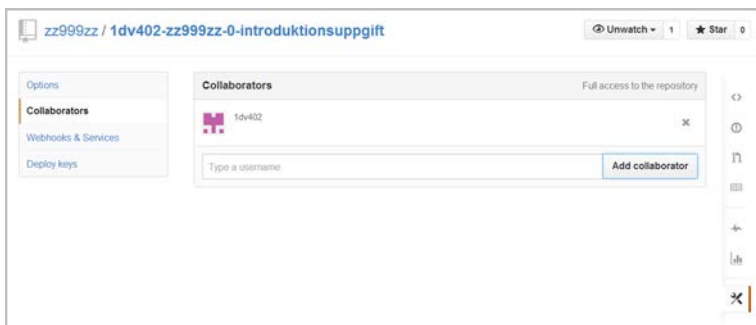 zz999zz / 1dv402-zz999zz-0-introduktionsuppgift
Unwatch 1 Star 0
Options
Collaborators
Webhooks & Services
Deploy keys
Collaborators Full access to the repository
1dv402
Type a username Add collaborator